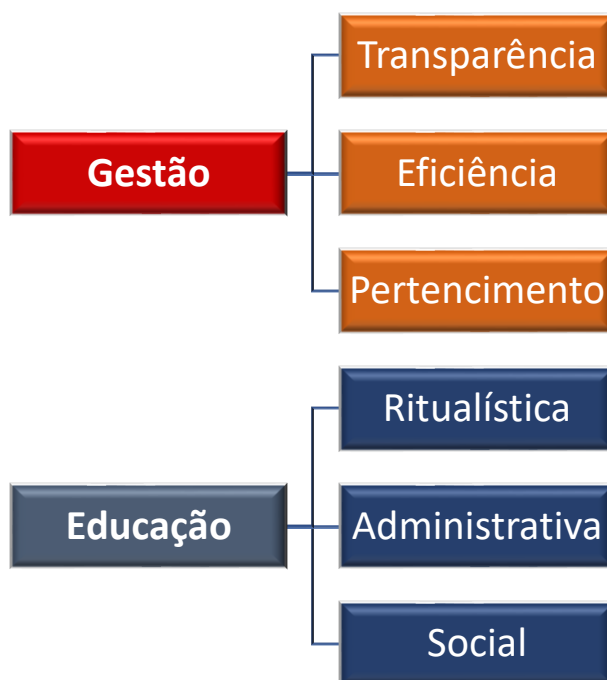 Gestão
Transparência
Eficiência
Pertencimento
Educação
Ritualística
Administrativa
Social